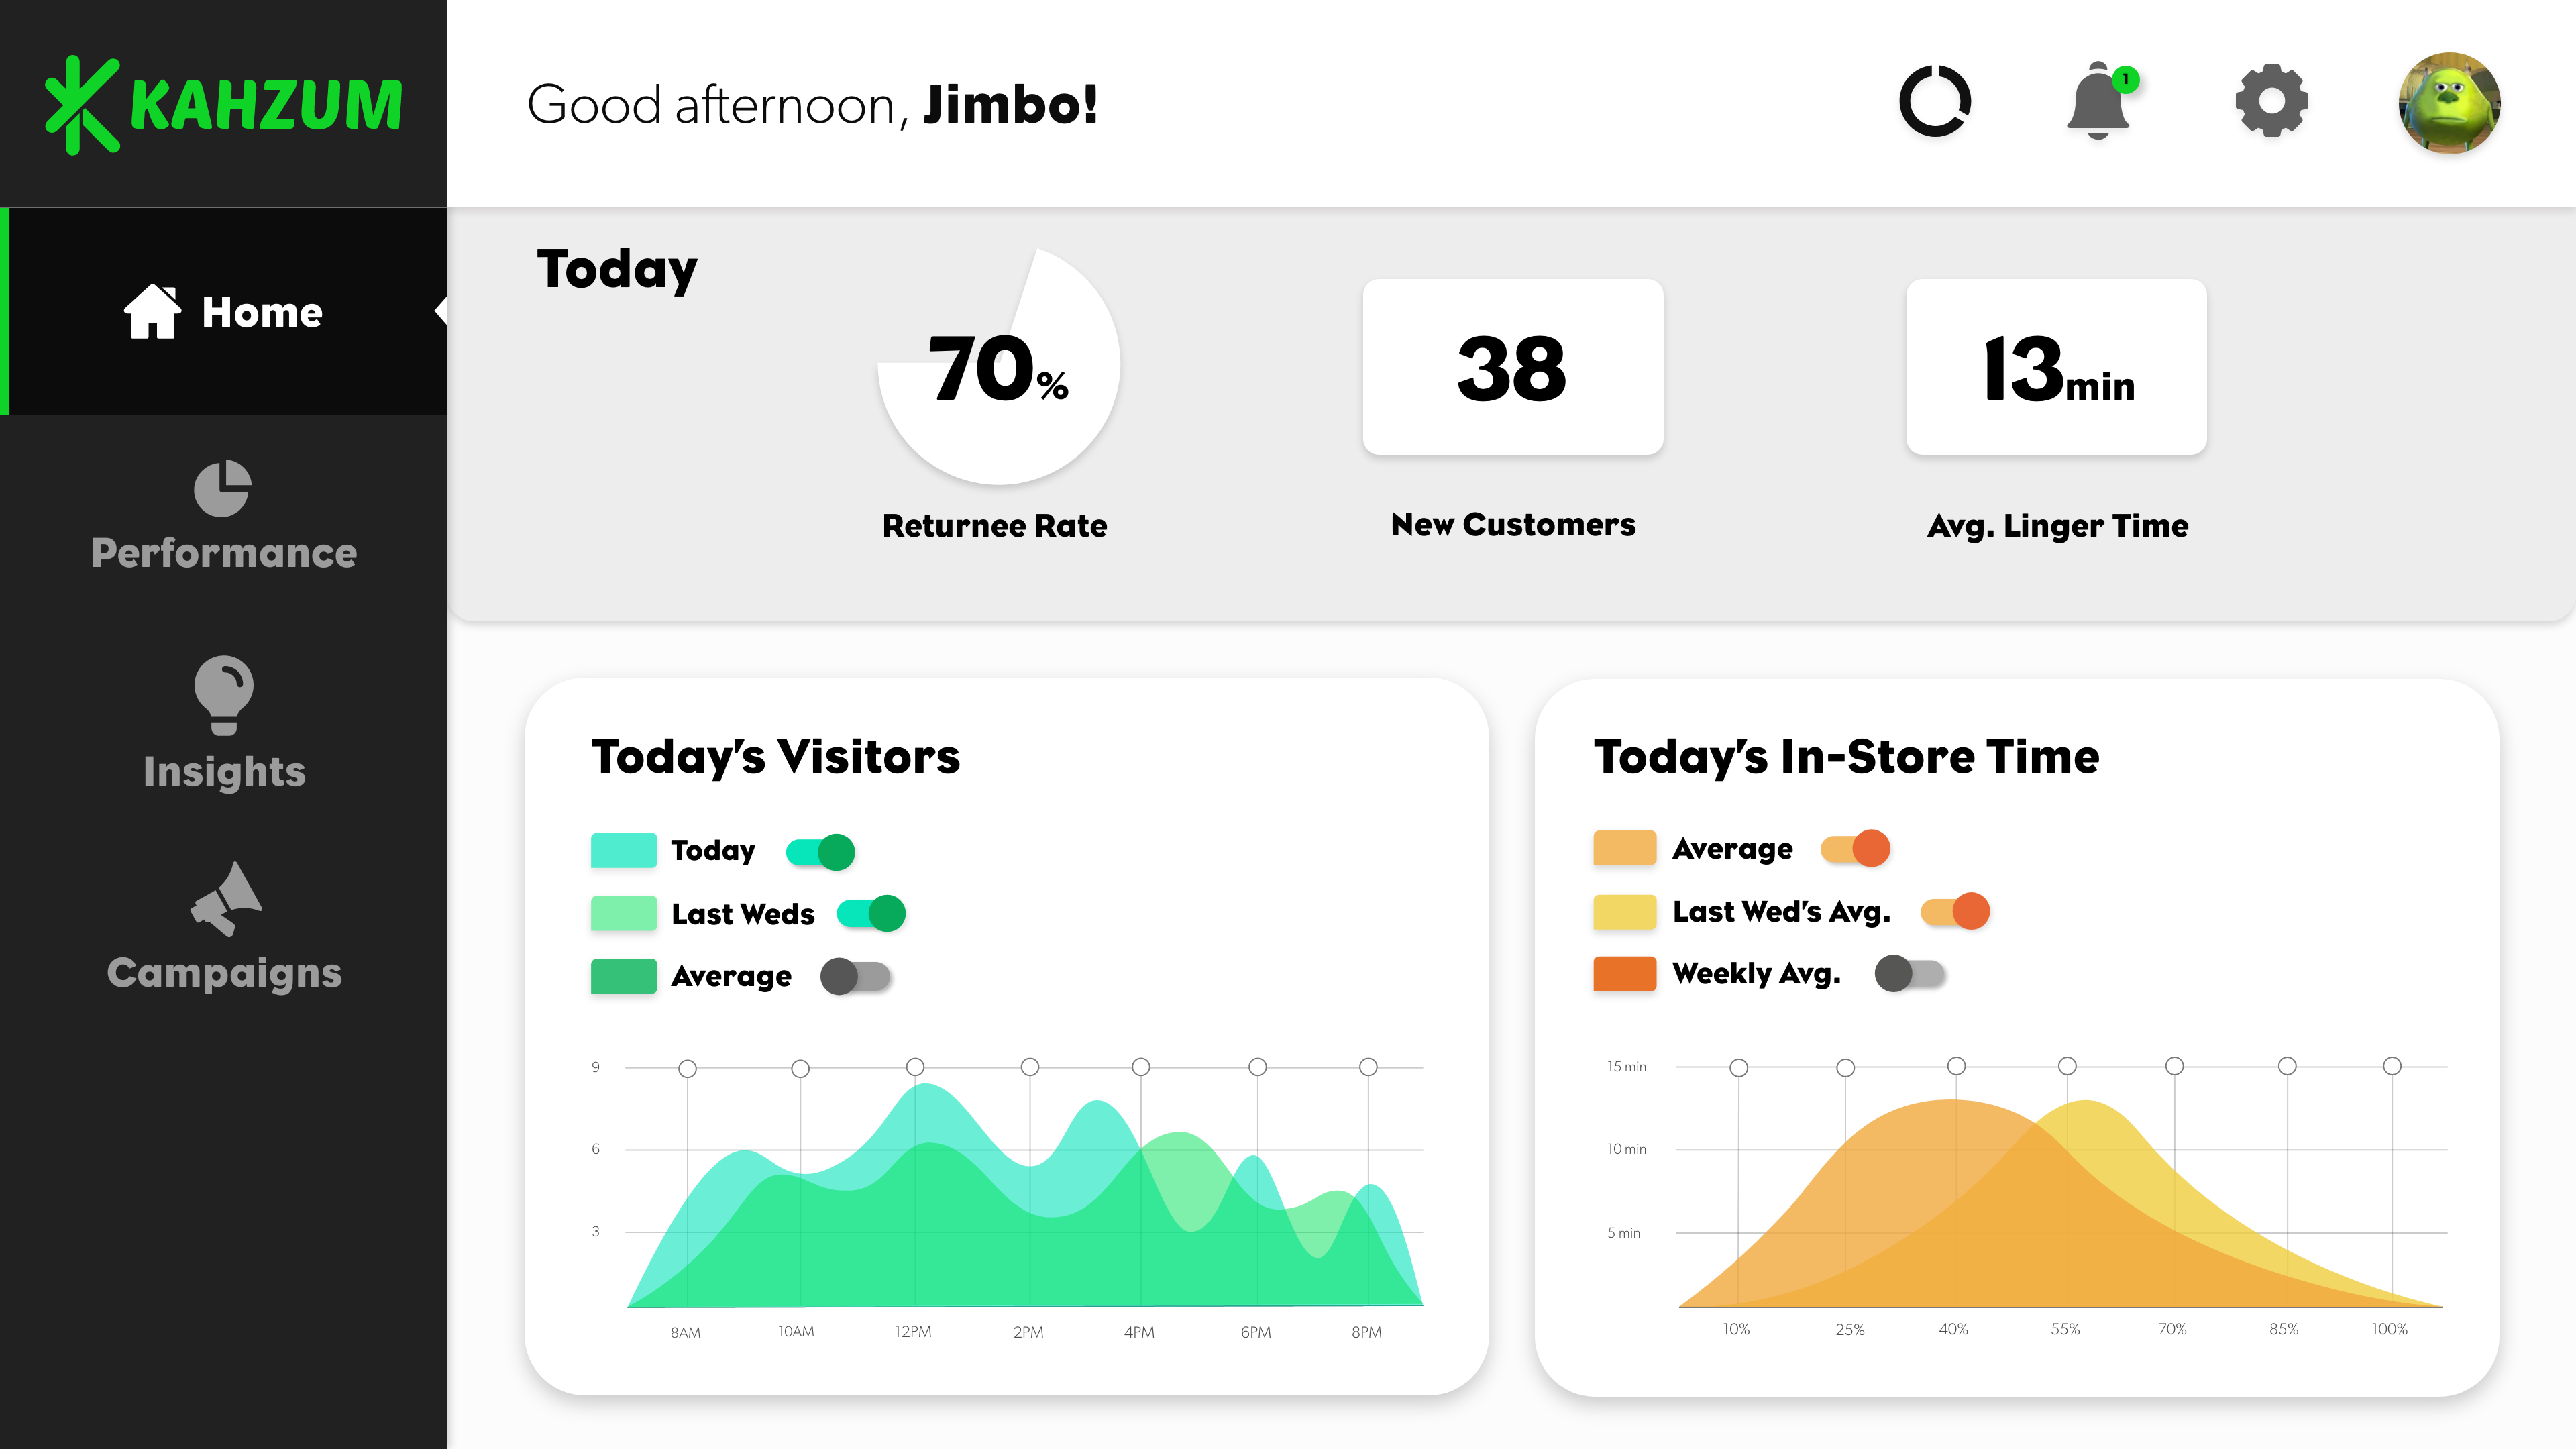 KAHZUM
Good afternoon, Jimbo!
1
Home
Performance
Insights
Campaigns
Today
70%
Returnee Rate
38
New Customers
13min
Avg. Linger Time
Today's Visitors
Today
Last Weds
Average
9
6
3
8AM 10AM 12PM 2PM 4PM 6PM 8PM
Today's In-Store Time
Average
Last Wed's Avg.
Weekly Avg.
15 min
10 min
5 min
10% 25% 40% 55% 70% 85% 100%